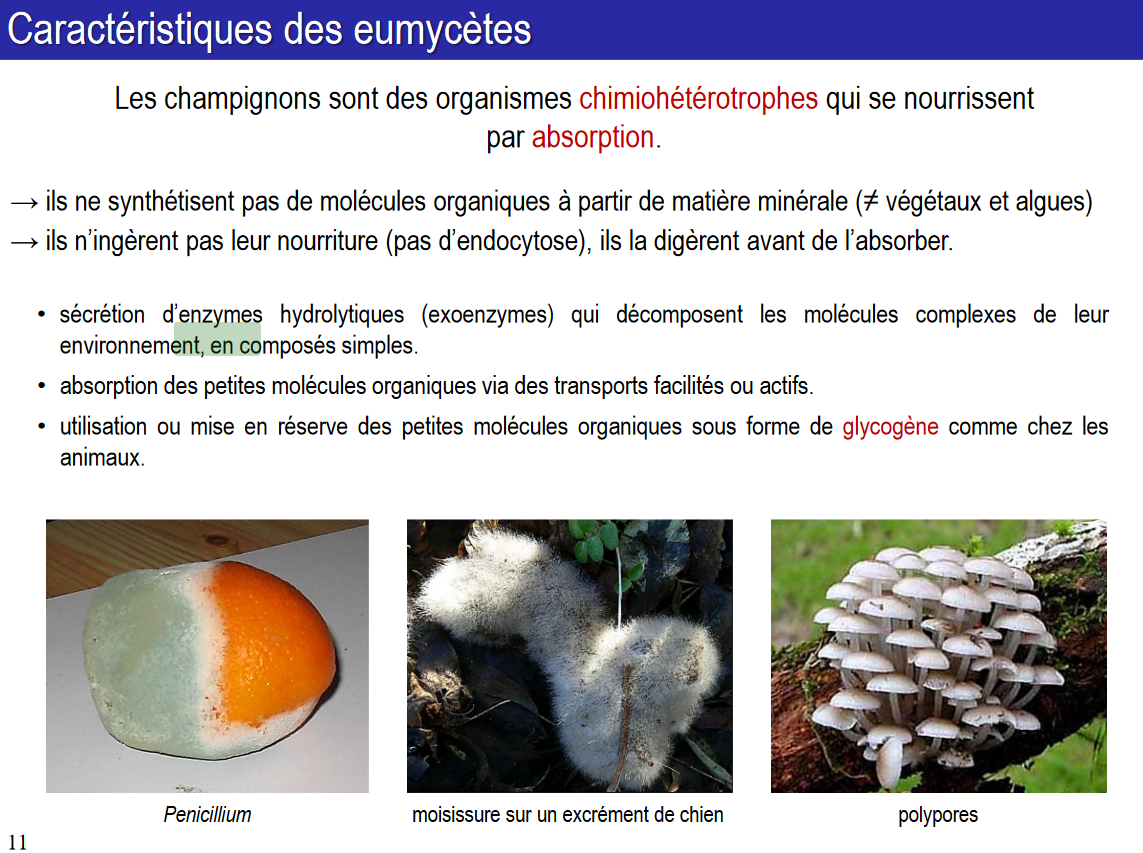 Caractéristiques des eumycètes
Les champignons sont des organismes chimiohétérotrophes qui se nourrissent
par absorption.
→ ils ne synthétisent pas de molécules organiques à partir de matière minérale (≠ végétaux et algues)
→ ils n’ingèrent pas leur nourriture (pas d’endocytose), ils la digèrent avant de l’absorber.
• sécrétion d’enzymes hydrolytiques (exoenzymes) qui décomposent les molécules complexes de leur
environnement, en composés simples.
• absorption des petites molécules organiques via des transports facilités ou actifs.
• utilisation ou mise en réserve des petites molécules organiques sous forme de glycogène comme chez les
animaux.
Penicillium
moisissure sur un excrément de chien
polypores
11